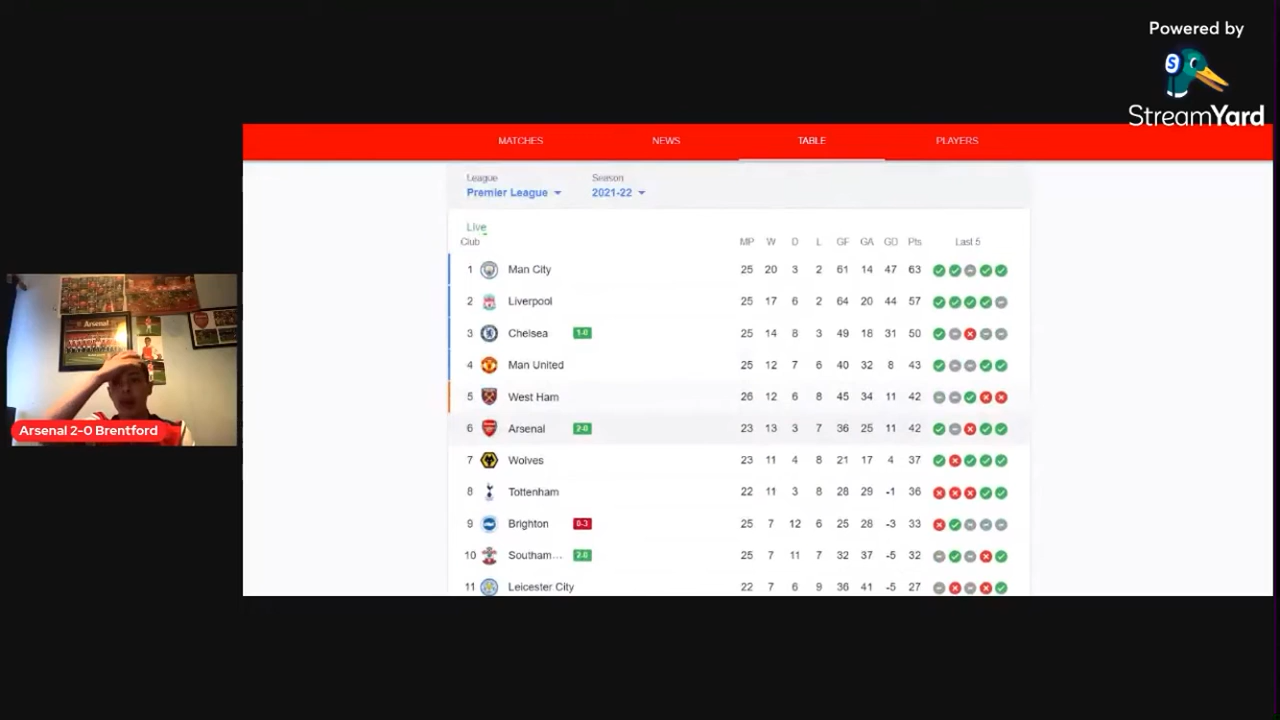 Powered by
StreamYard
MATCHES NEWS TABLE PLAYERS
League Season
Premier League 2021-22
Live
Club MP W D L GF GA GD Pts Last 5
1 Man City 25 20 3 2 61 14 47 63
2 Liverpool 25 17 6 2 64 20 44 57
3 Chelsea 1-0 25 14 8 3 49 18 31 50
4 Man United 25 12 7 6 40 32 8 43
5 West Ham 26 12 6 8 45 34 11 42
6 Arsenal 2-0 23 13 3 7 36 25 11 42
7 Wolves 23 11 4 8 21 17 4 37
8 Tottenham 22 11 3 8 28 29 -1 36
9 Brighton 0-3 25 7 12 6 25 28 -3 33
10 Southam... 2-0 25 7 11 7 32 37 -5 32
11 Leicester City 22 7 6 9 36 41 -5 27
Arsenal
Arsenal 2-0 Brentford